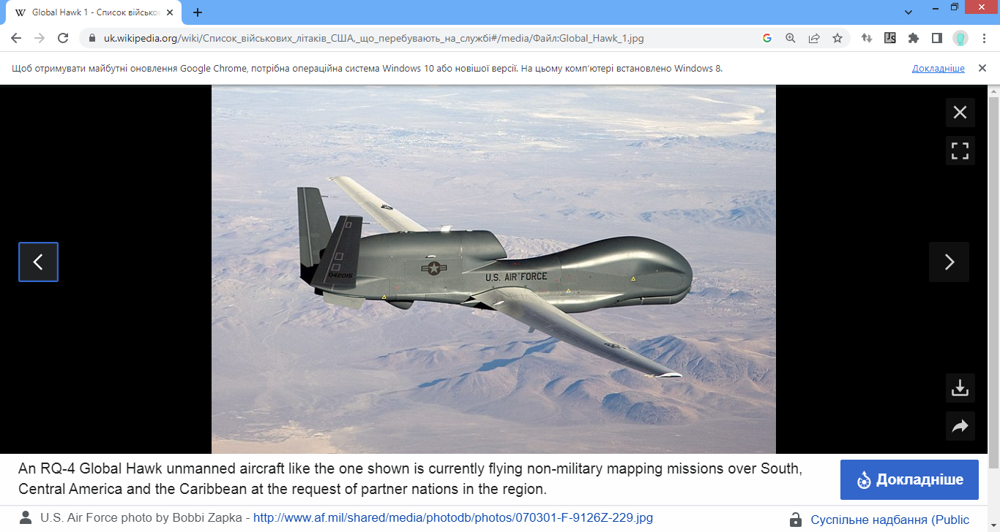 Global Hawk 1 - Список військо
uk.wikipedia.org/wiki/Список_військових_літаків_США,_що_перебувають_на_службі#/media/Файл:Global_Hawk_1.jpg
Щоб отримувати майбутні оновлення Google Chrome, потрібна операційна система Windows 10 або новішої версії. На цьому комп’ютері встановлено Windows 8.
Докладніше
042016
U.S. AIR FORCE
An RQ-4 Global Hawk unmanned aircraft like the one shown is currently flying non-military mapping missions over South,
Central America and the Caribbean at the request of partner nations in the region.
Докладніше
U.S. Air Force photo by Bobbi Zapka - http://www.af.mil/shared/media/photodb/photos/070301-F-9126Z-229.jpg
Суспільне надбання (Public